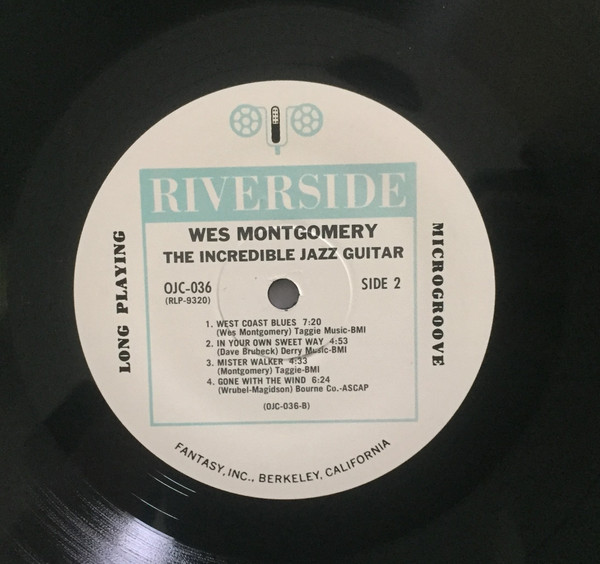 RIVERSIDE
WES MONTGOMERY
THE INCREDIBLE JAZZ GUITAR
OJC-036 SIDE 2
(RLP-9320)
LONG PLAYING
MICROGROOVE
1. WEST COAST BLUES 7:20
(Wes Montgomery) Taggie Music-BMI
2. IN YOUR OWN SWEET WAY 4:53
(Dave Brubeck) Derry Music-BMI
3. MISTER WALKER 4:33
(Montgomery) Taggie-BMI
4. GONE WITH THE WIND 6:24
(Wrubel-Magidson) Bourne Co.-ASCAP
(OJC-036-B)
FANTASY, INC., BERKELEY, CALIFORNIA